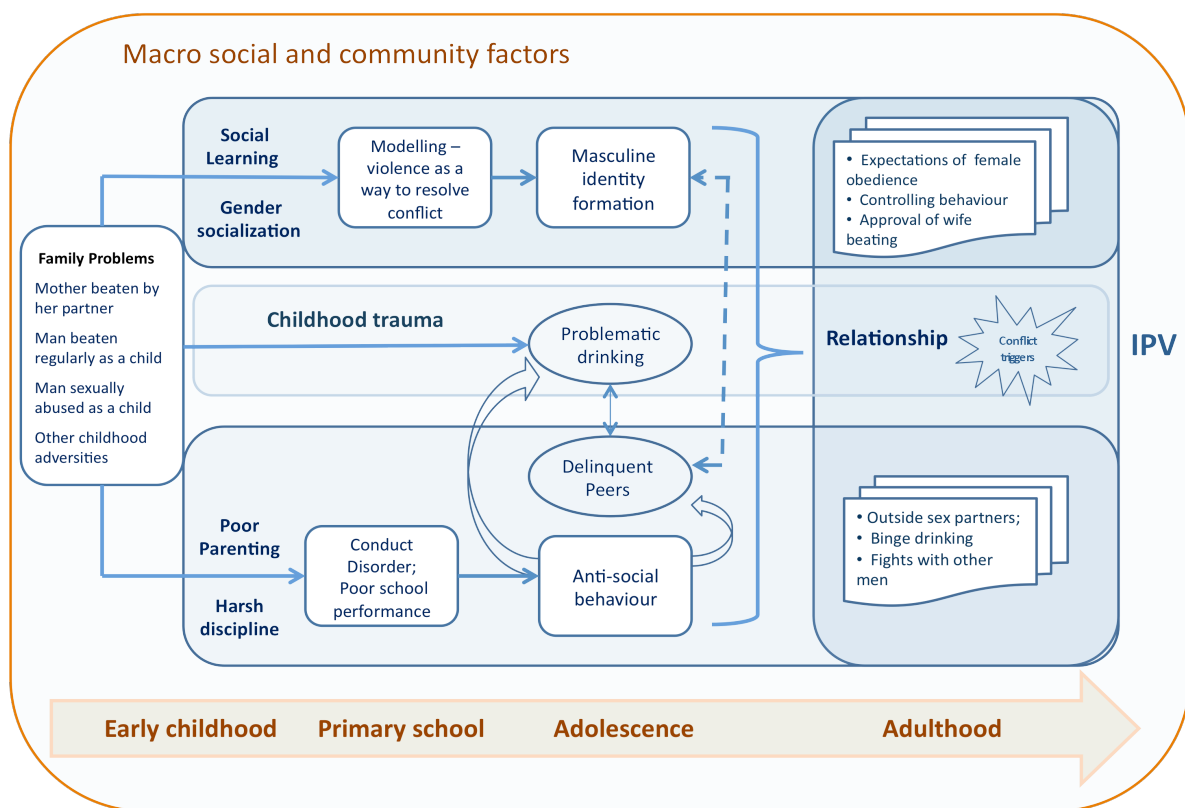 Macro social and community factors
Social
Learning
Gender
socialization
Modelling –
violence as a
way to resolve
conflict
Masculine
identity
formation
• Expectations of female
obedience
• Controlling behaviour
• Approval of wife
beating
Family Problems
Mother beaten by
her partner
Man beaten
regularly as a child
Man sexually
abused as a child
Other childhood
adversities
Childhood trauma
Problematic
drinking
Relationship
Conflict
triggers
IPV
Delinquent
Peers
Poor
Parenting
Harsh
discipline
Conduct
Disorder;
Poor school
performance
Anti-social
behaviour
• Outside sex partners;
• Binge drinking
• Fights with other
men
Early childhood
Primary school
Adolescence
Adulthood